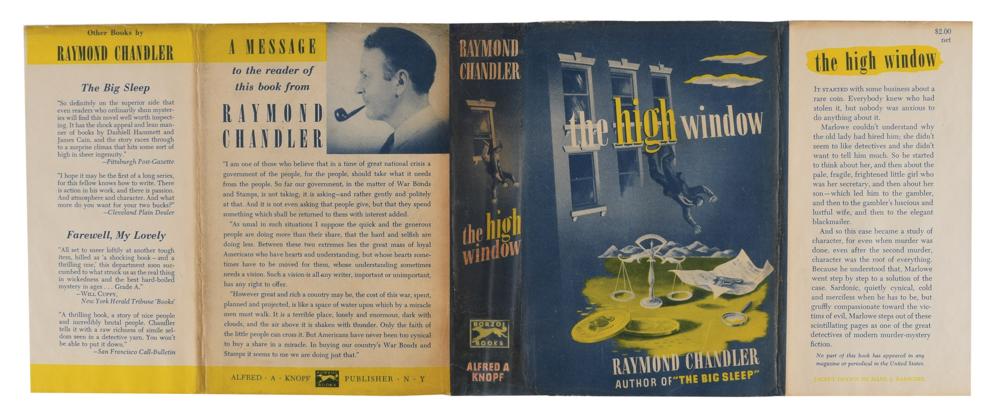 Other Books by
RAYMOND CHANDLER
The Big Sleep
"So definitely on the superior side that
even readers who ordinarily shun myster-
ies will find this novel well worth inspect-
ing. It has the shock appeal and lean man-
ner of books by Dashiell Hammett and
James Cain, and the story races through
to a surprise climax that hits some sort of
high in sheer ingenuity."
—Pittsburgh Post-Gazette
"I hope it may be the first of a long series,
for this fellow knows how to write. There
is action in his work, and there is passion.
And atmosphere and character. And what
more do you want for your two bucks?"
—Cleveland Plain Dealer
Farewell, My Lovely
"All set to sneer loftily at another tough
item, billed as 'a shocking book—and a
thrilling one,' this department soon suc-
cumbed to what struck us as the real thing
in wickedness and the best hard-boiled
mystery in ages . . . Grade A."
—WILL CUPPY,
New York Herald Tribune 'Books'
"A thrilling book, a story of nice people
and incredibly brutal people. Chandler
tells it with a raw richness of simile sel-
dom seen in a detective yarn. You won't
be able to put it down."
—San Francisco Call-Bulletin
A MESSAGE
to the reader of
this book from
RAYMOND
CHANDLER
"I am one of those who believe that in a time of great national crisis a
government of the people, for the people, should take what it needs
from the people. So far our government, in the matter of War Bonds
and Stamps, is not taking; it is asking—and rather gently and politely
at that. And it is not even asking that people give, but that they spend
something which shall be returned to them with interest added.
"As usual in such situations I suppose the quick and the generous
people are doing more than their share, that the hard and selfish are
doing less. Between these two extremes lies the great mass of loyal
Americans who have hearts and understanding, but whose hearts some-
times have to be moved for them, whose understanding sometimes
needs a vision. Such a vision is all any writer, important or unimportant,
has any right to offer.
"However great and rich a country may be, the cost of this war, spent,
planned and projected, is like a space of water upon which by a miracle
men must walk. It is a terrible place, lonely and enormous, dark with
clouds, and the air above it is shaken with thunder. Only the faith of
the little people can cross it. But Americans have never been too cynical
to buy a share in a miracle. In buying our country's War Bonds and
Stamps it seems to me we are doing just that."
ALFRED · A · KNOPF BORZOI BOOKS PUBLISHER · N · Y
RAYMOND
CHANDLER
the high
window
BORZOI
BOOKS
ALFRED A
KNOPF
the high window
RAYMOND CHANDLER
AUTHOR OF "THE BIG SLEEP"
$2.00
net
the high window
IT STARTED with some business about a
rare coin. Everybody knew who had
stolen it, but nobody was anxious to
do anything about it.
Marlowe couldn't understand why
the old lady had hired him; she didn't
seem to like detectives and she didn't
want to tell him much. So he started
to think about her, and then about the
pale, fragile, frightened little girl who
was her secretary, and then about her
son—which led him to the gambler,
and then to the gambler's luscious and
lustful wife, and then to the elegant
blackmailer.
And so this case became a study of
character, for even when murder was
done, even after the second murder,
character was the root of everything.
Because he understood that, Marlowe
went step by step to a solution of the
case. Sardonic, quietly cynical, cold
and merciless when he has to be, but
gruffly compassionate toward the vic-
tims of evil, Marlowe steps out of these
scintillating pages as one of the great
detectives of modern murder-mystery
fiction.
No part of this book has appeared in any
magazine or periodical in the United States.